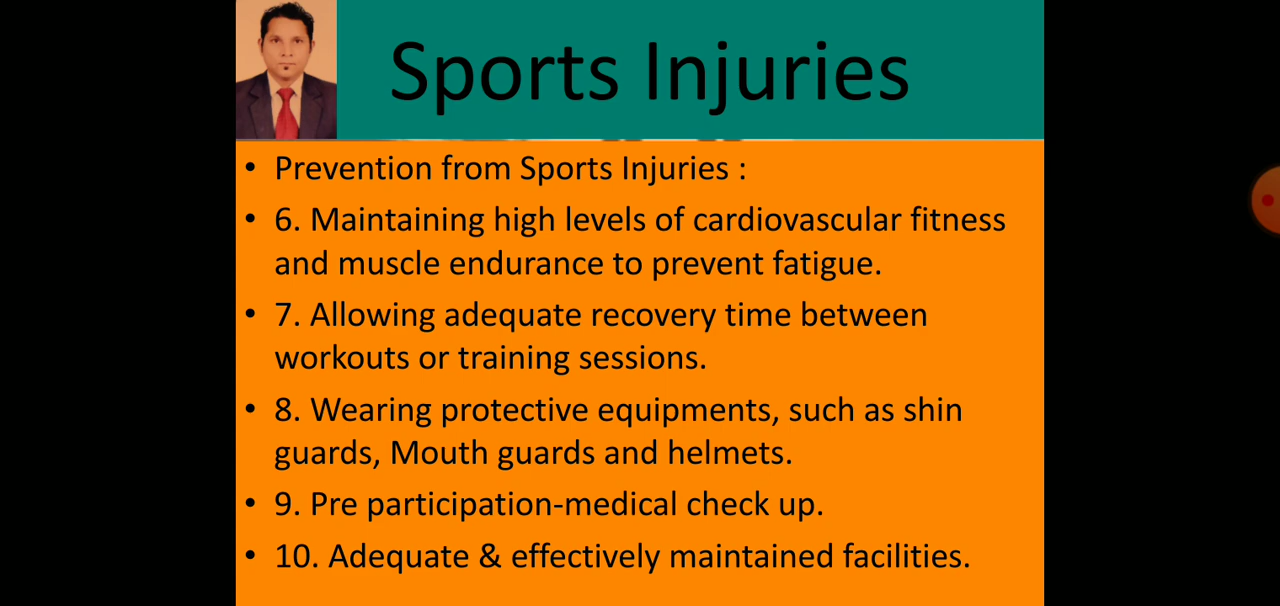 Sports Injuries
• Prevention from Sports Injuries :
• 6. Maintaining high levels of cardiovascular fitness
and muscle endurance to prevent fatigue.
• 7. Allowing adequate recovery time between
workouts or training sessions.
• 8. Wearing protective equipments, such as shin
guards, Mouth guards and helmets.
• 9. Pre participation-medical check up.
• 10. Adequate & effectively maintained facilities.